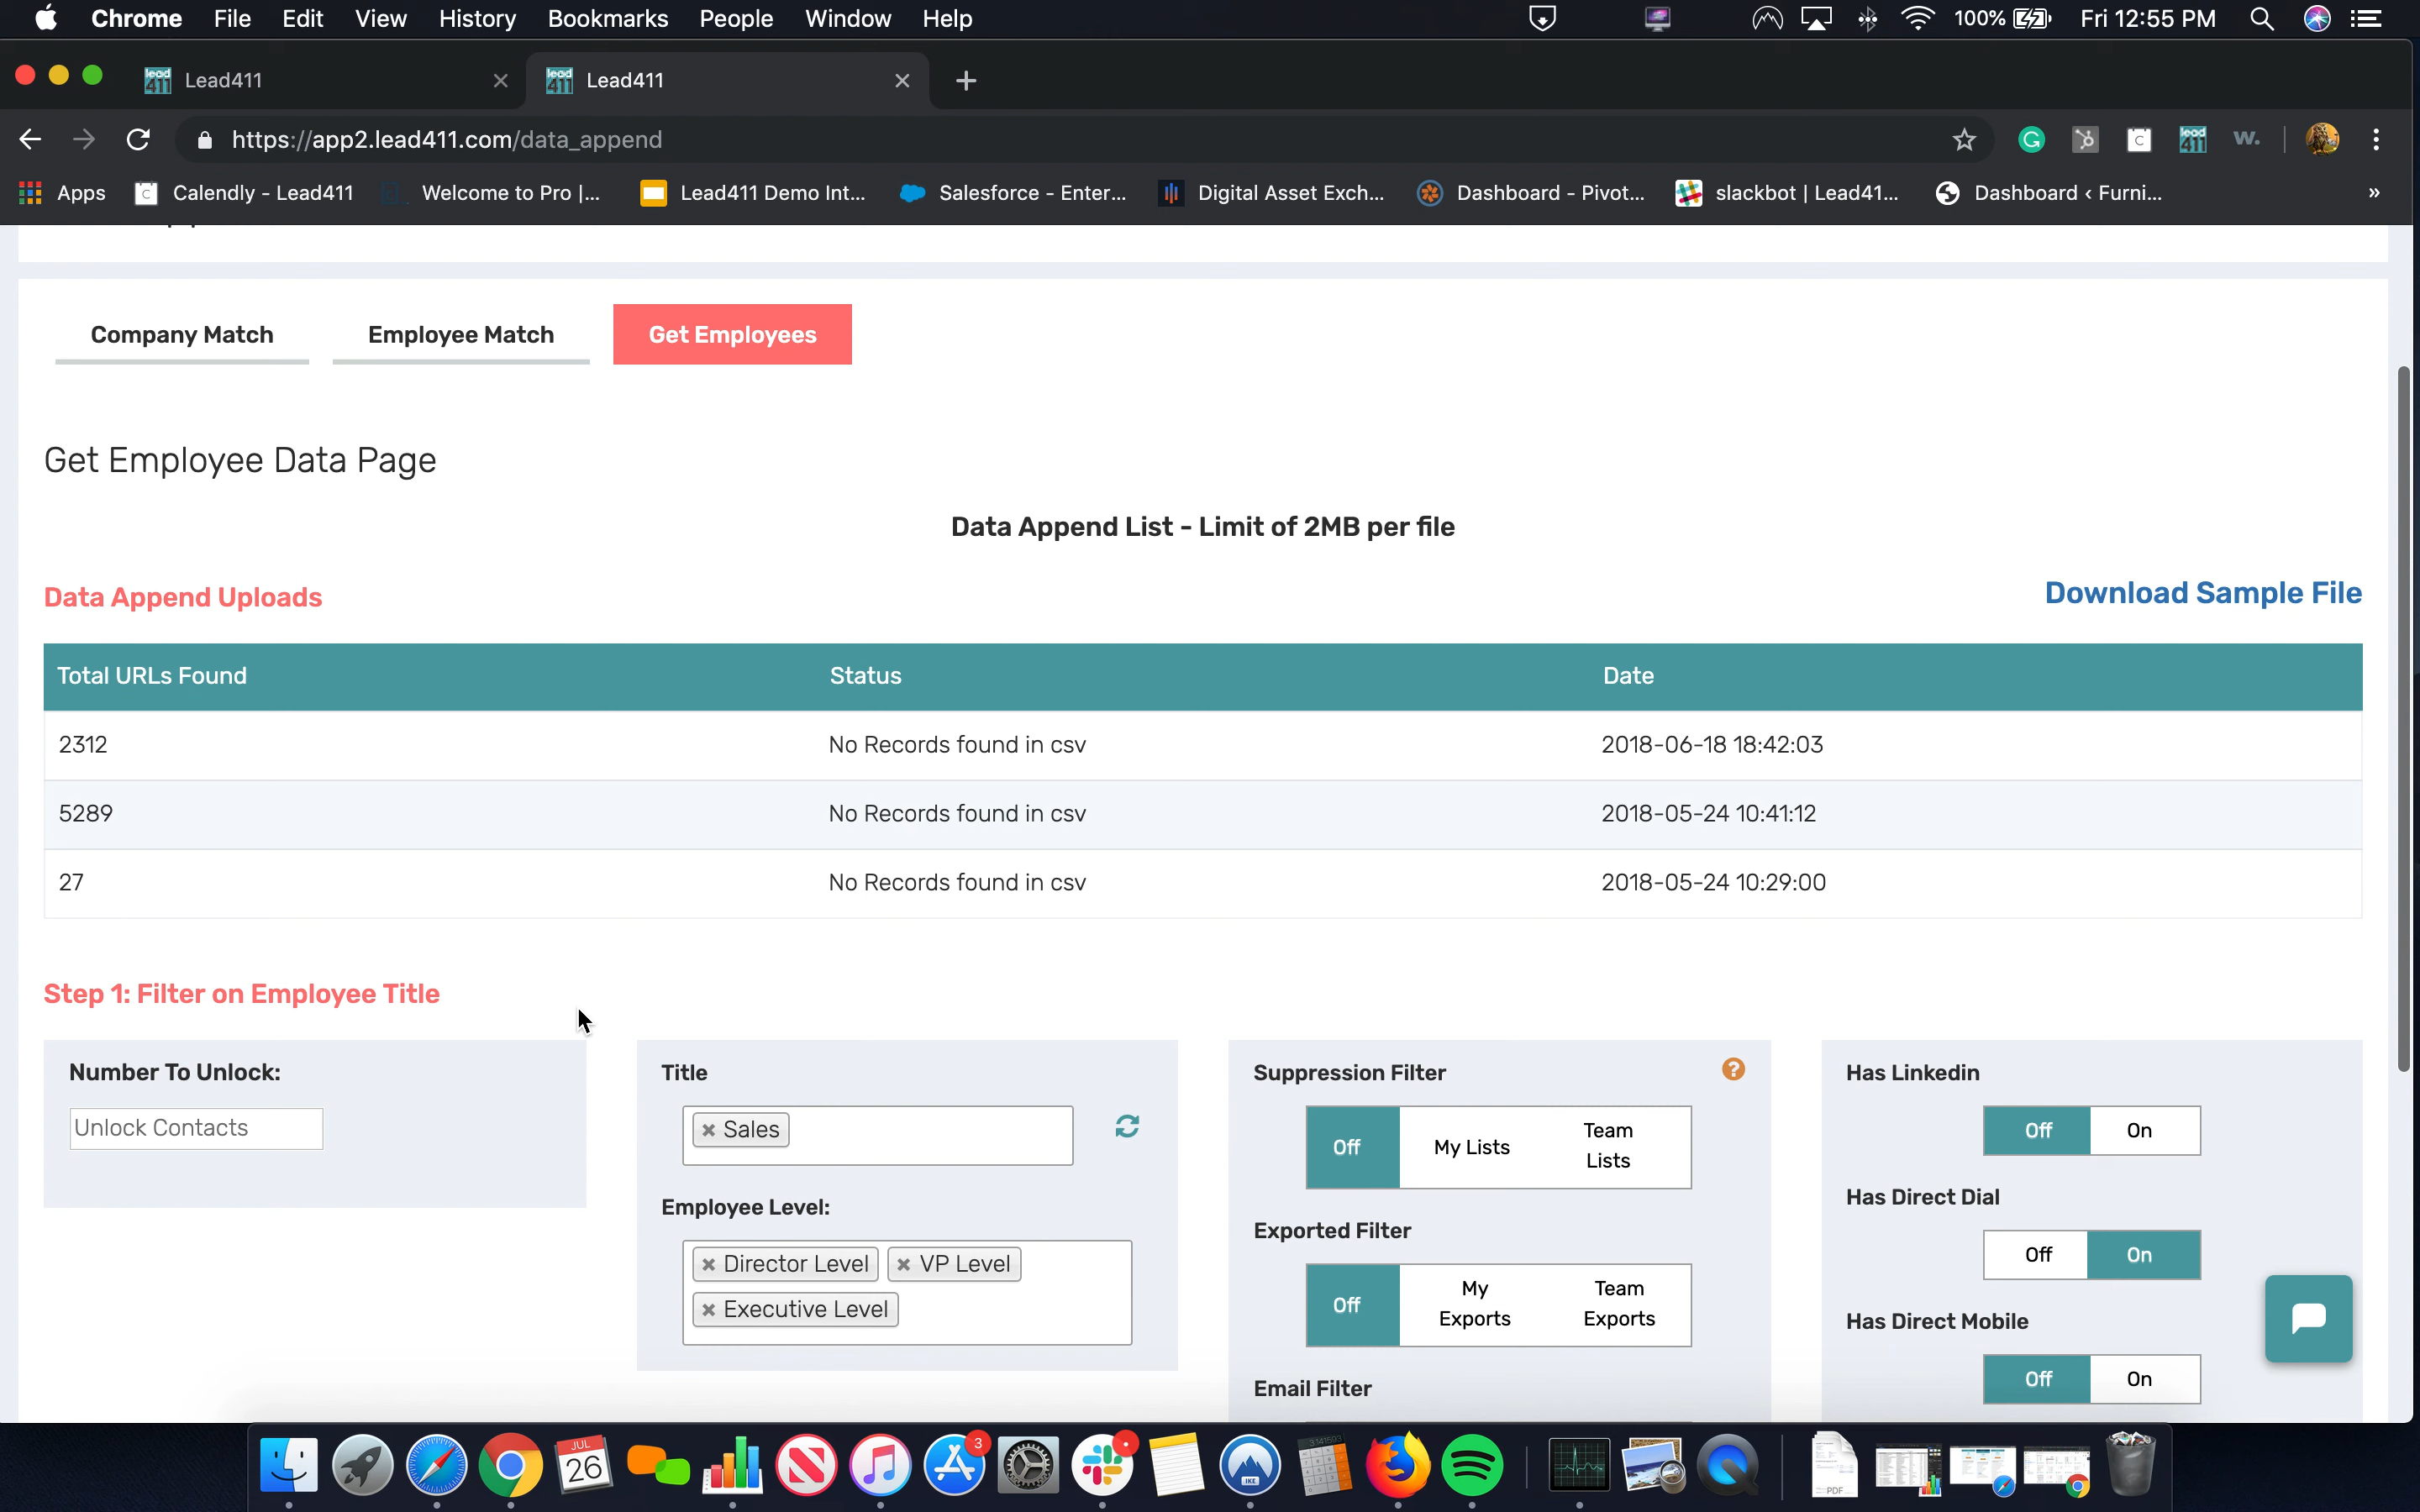 Chrome File Edit View History Bookmarks People Window Help 100% Fri 12:55 PM
lead 411 Lead411 lead 411 Lead411
https://app2.lead411.com/data_append
Apps Calendly - Lead411 Welcome to Pro |... Lead411 Demo Int... Salesforce - Enter... Digital Asset Exch... Dashboard - Pivot... slackbot | Lead41... Dashboard ‹ Furni... »
Company Match Employee Match Get Employees
Get Employee Data Page
Data Append List - Limit of 2MB per file
Data Append Uploads Download Sample File
Total URLs Found Status Date
2312 No Records found in csv 2018-06-18 18:42:03
5289 No Records found in csv 2018-05-24 10:41:12
27 No Records found in csv 2018-05-24 10:29:00
Step 1: Filter on Employee Title
Number To Unlock:
Unlock Contacts
Title
× Sales
Employee Level:
× Director Level × VP Level
× Executive Level
Suppression Filter ?
Off My Lists Team Lists
Exported Filter
Off My Exports Team Exports
Email Filter
Has Linkedin
Off On
Has Direct Dial
Off On
Has Direct Mobile
Off On
JUL
26
3
IKE
PDF